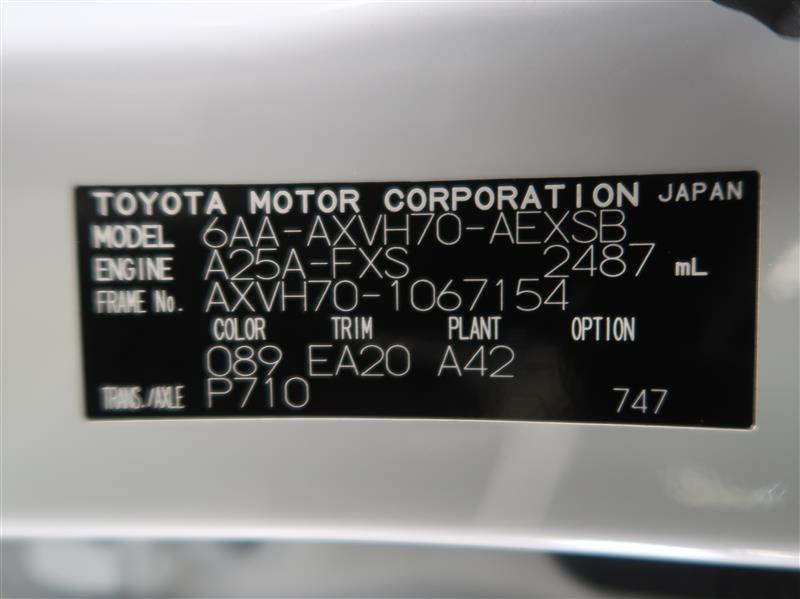 TOYOTA MOTOR CORPORATION JAPAN
MODEL 6AA-AXVH70-AEXSB
ENGINE A25A-FXS 2487 mL
FRAME No. AXVH70-1067154
COLOR TRIM PLANT OPTION
089 EA20 A42
TRANS./AXLE P710 747